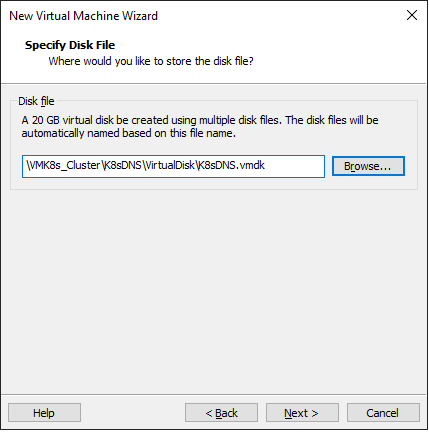 New Virtual Machine Wizard
Specify Disk File
Where would you like to store the disk file?
Disk file
A 20 GB virtual disk be created using multiple disk files. The disk files will be
automatically named based on this file name.
\VMK8s_Cluster\K8sDNS\VirtualDisk\K8sDNS.vmdk
Browse...
Help
< Back
Next >
Cancel